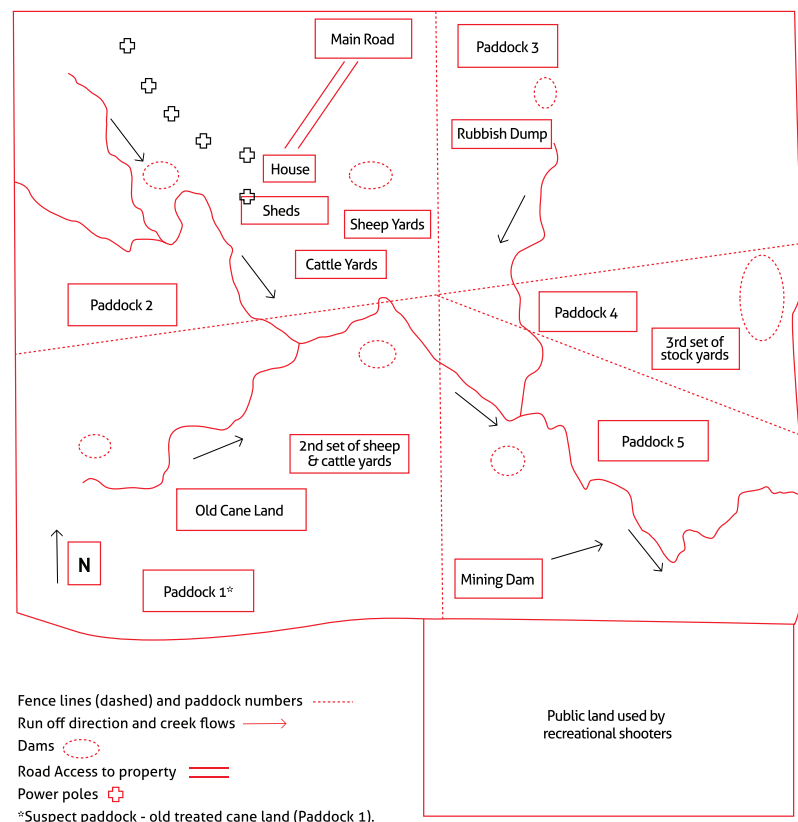 Main Road
Paddock 3
Rubbish Dump
House
Sheds
Sheep Yards
Cattle Yards
Paddock 2
Paddock 4
3rd set of
stock yards
Paddock 5
2nd set of sheep
& cattle yards
Old Cane Land
N
Paddock 1*
Mining Dam
Public land used by
recreational shooters
Fence lines (dashed) and paddock numbers
Run off direction and creek flows
Dams
Road Access to property
Power poles
*Suspect paddock - old treated cane land (Paddock 1).